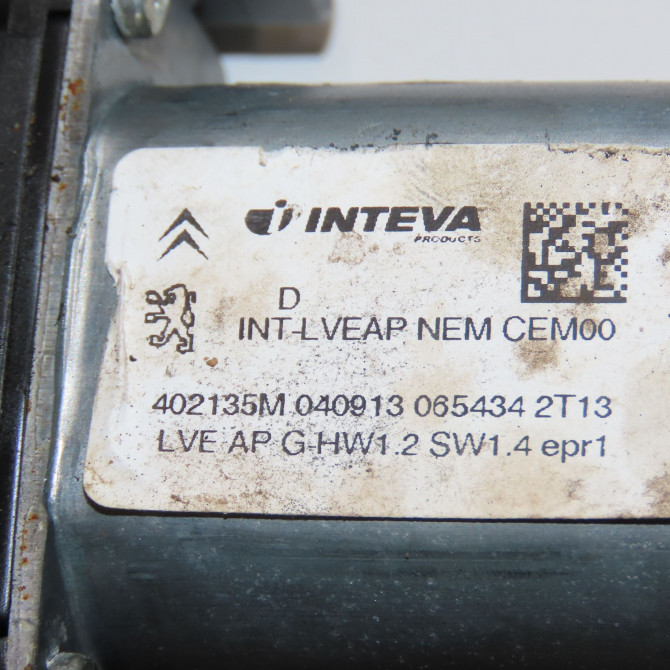 INTEVA
PRODUCTS
D
INT-LVEAP NEM CEM00
402135M 040913 065434 2T13
LVE AP G-HW1.2 SW1.4 epr1